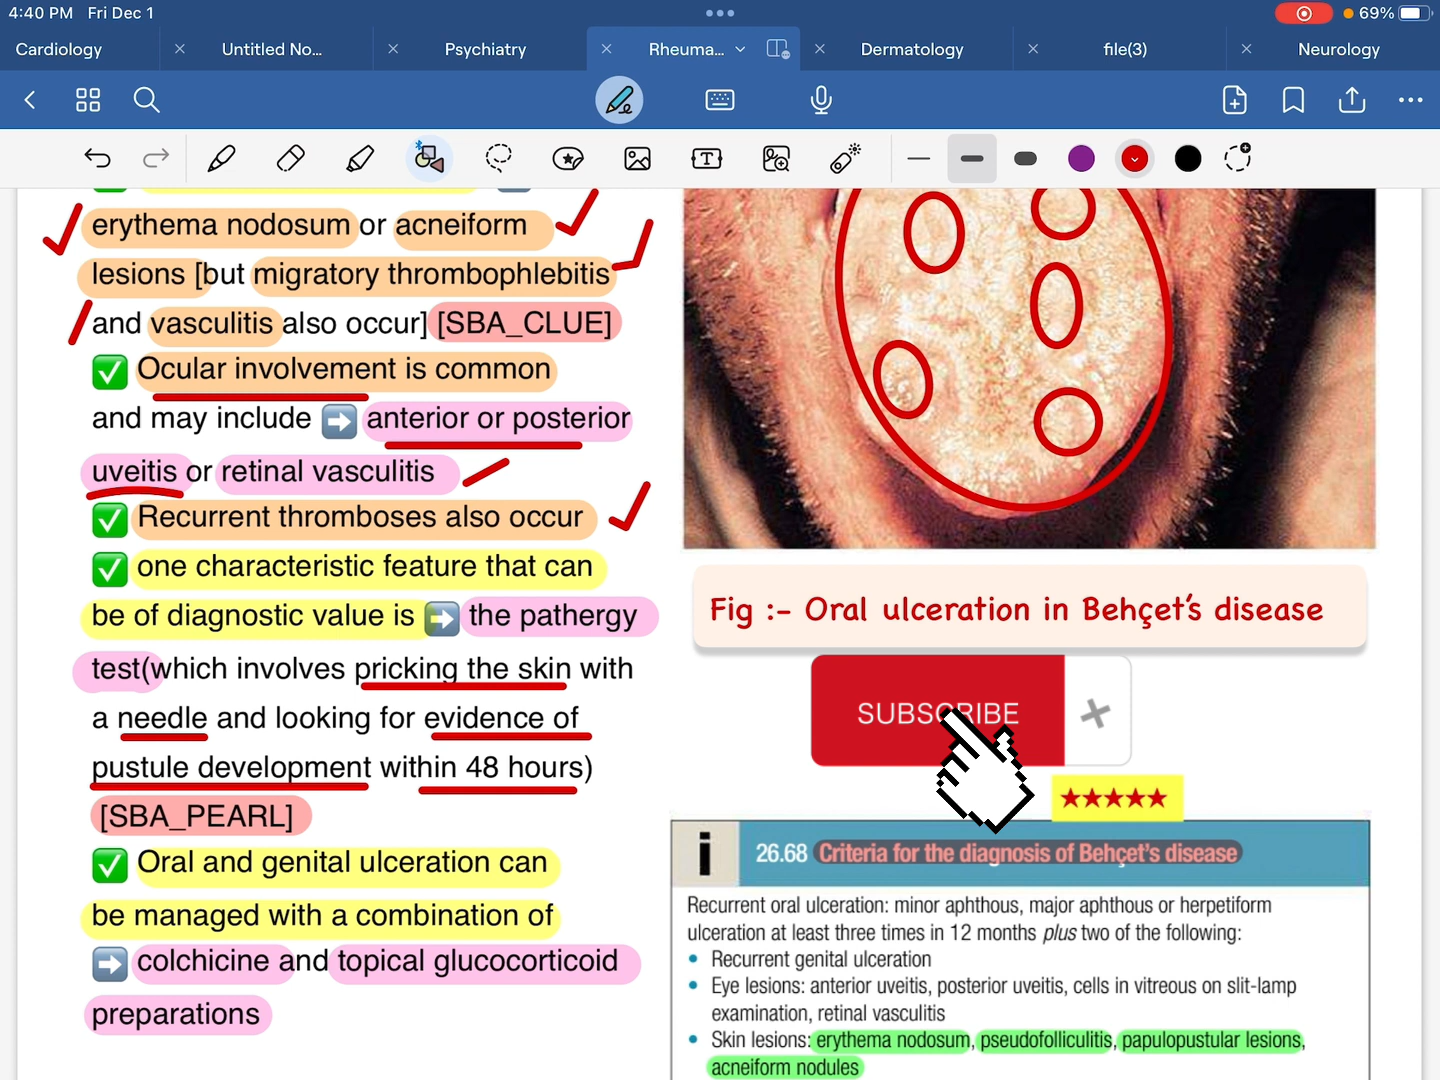 4:40 PM Fri Dec 1
69%
Cardiology
Untitled No...
Psychiatry
Rheuma...
Dermatology
file(3)
Neurology
erythema nodosum or acneiform
lesions [but migratory thrombophlebitis
and vasculitis also occur] [SBA_CLUE]
✅ Ocular involvement is common
and may include ➡️ anterior or posterior
uveitis or retinal vasculitis
✅ Recurrent thromboses also occur
✅ one characteristic feature that can
be of diagnostic value is ➡️ the pathergy
test(which involves pricking the skin with
a needle and looking for evidence of
pustule development within 48 hours)
[SBA_PEARL]
✅ Oral and genital ulceration can
be managed with a combination of
➡️ colchicine and topical glucocorticoid
preparations
Fig :- Oral ulceration in Behçet's disease
SUBSCRIBE
★★★★★
i 26.68 Criteria for the diagnosis of Behçet's disease
Recurrent oral ulceration: minor aphthous, major aphthous or herpetiform
ulceration at least three times in 12 months plus two of the following:
• Recurrent genital ulceration
• Eye lesions: anterior uveitis, posterior uveitis, cells in vitreous on slit-lamp
examination, retinal vasculitis
• Skin lesions: erythema nodosum, pseudofolliculitis, papulopustular lesions,
acneiform nodules